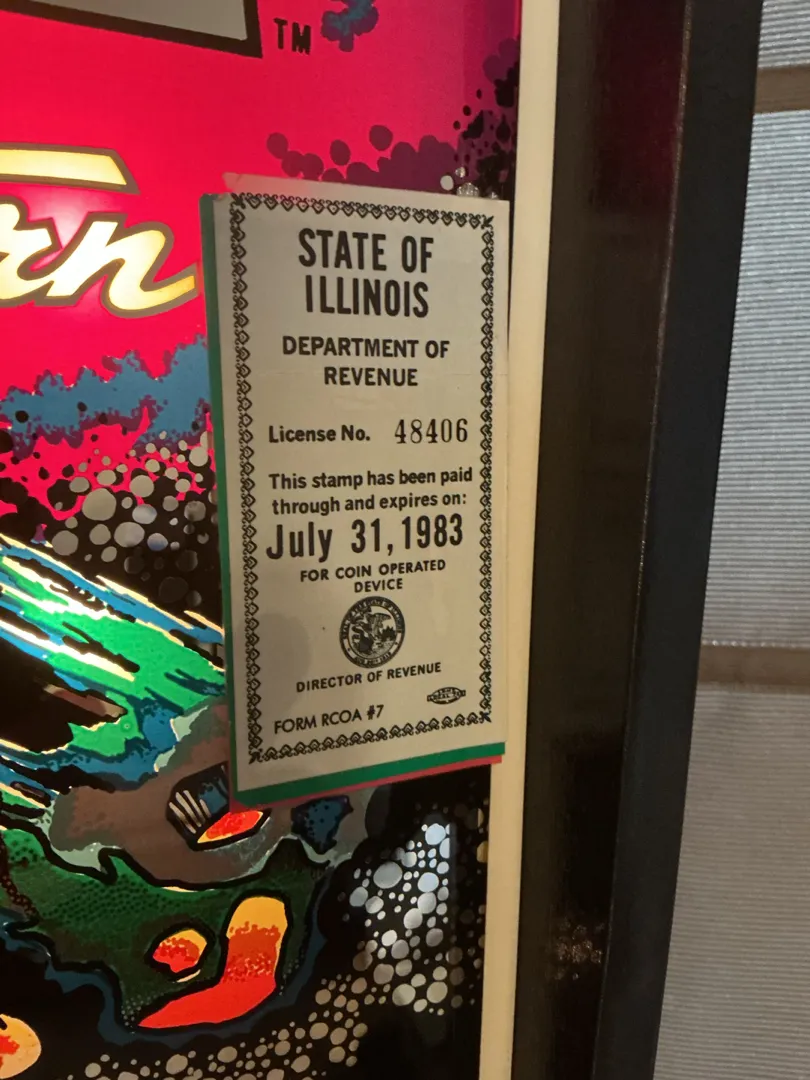 TM
rn
STATE OF
ILLINOIS
DEPARTMENT OF
REVENUE
License No. 48406
This stamp has been paid
through and expires on:
July 31, 1983
FOR COIN OPERATED
DEVICE
DIRECTOR OF REVENUE
FORM RCOA #7